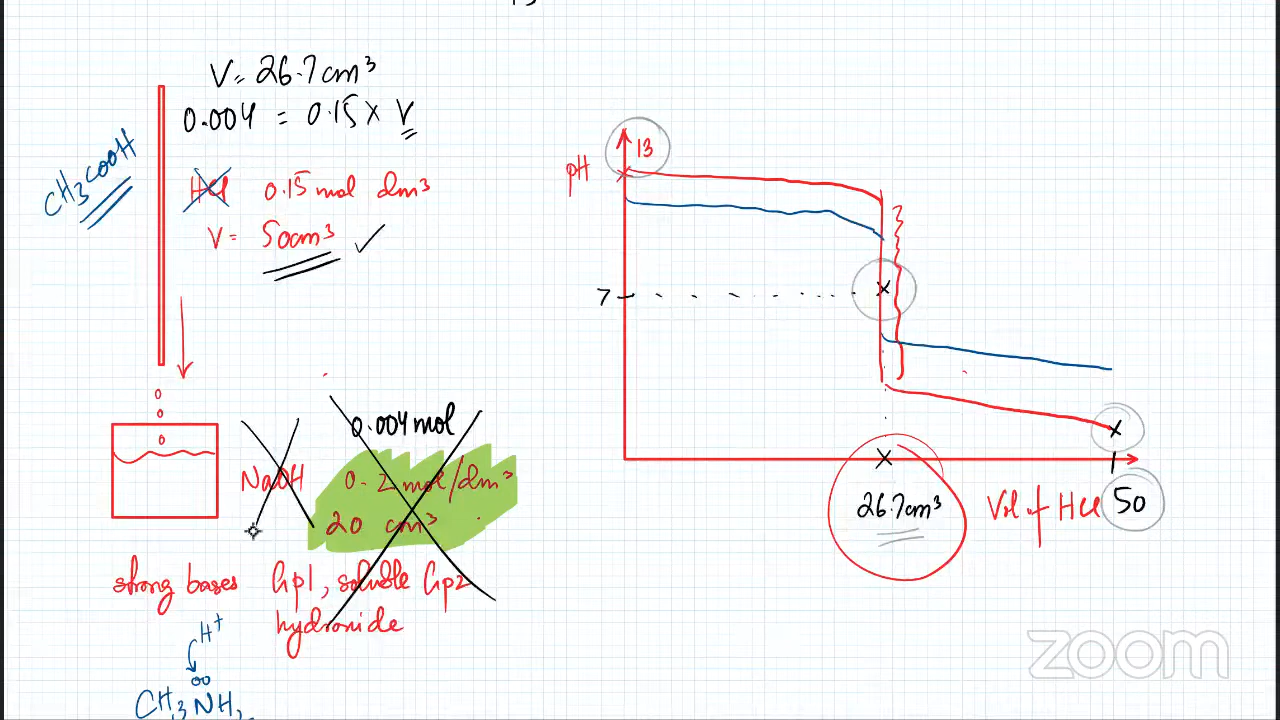 V= 26.7cm³
0.004 = 0.15 x V
CH₃COOH
HCl 0.15 mol dm³
V= 50cm³ ✓
0.004 mol
NaOH 0.2 mol/dm³
20 cm³
strong bases Gp1, soluble Gp2
hydroxide
H⁺
CH₃NH₂
pH
13
7
26.7cm³
Vol of HCl 50
zoom